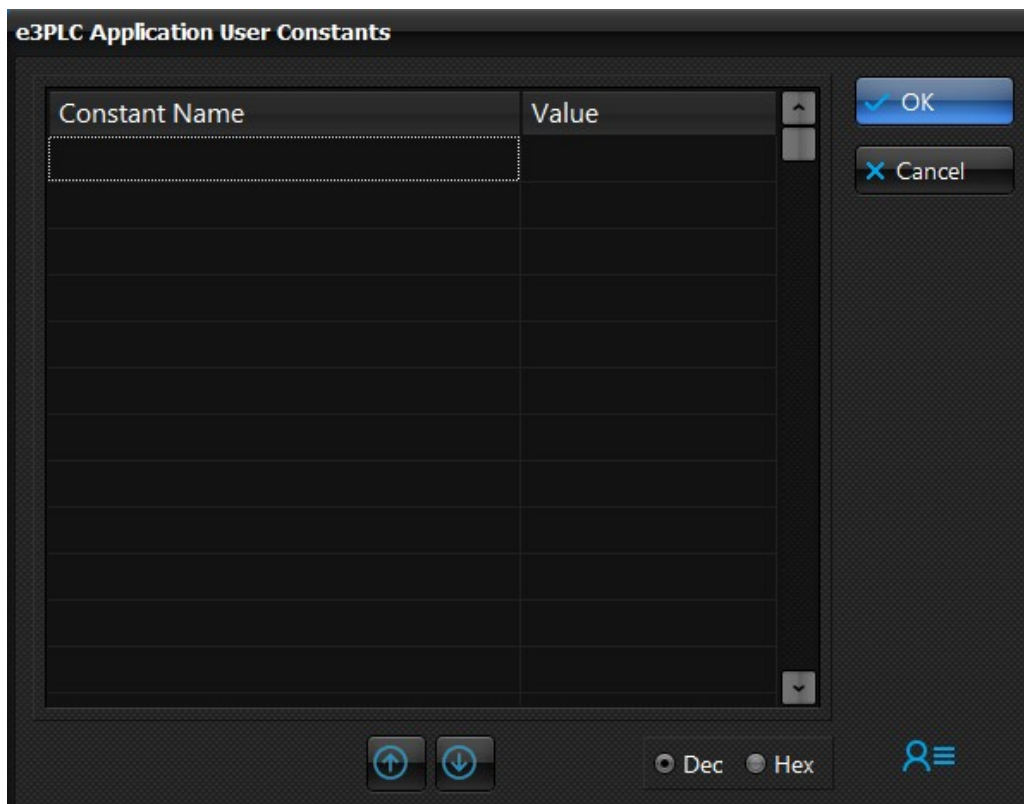 e3PLC Application User Constants
Constant Name Value
OK
Cancel
Dec Hex